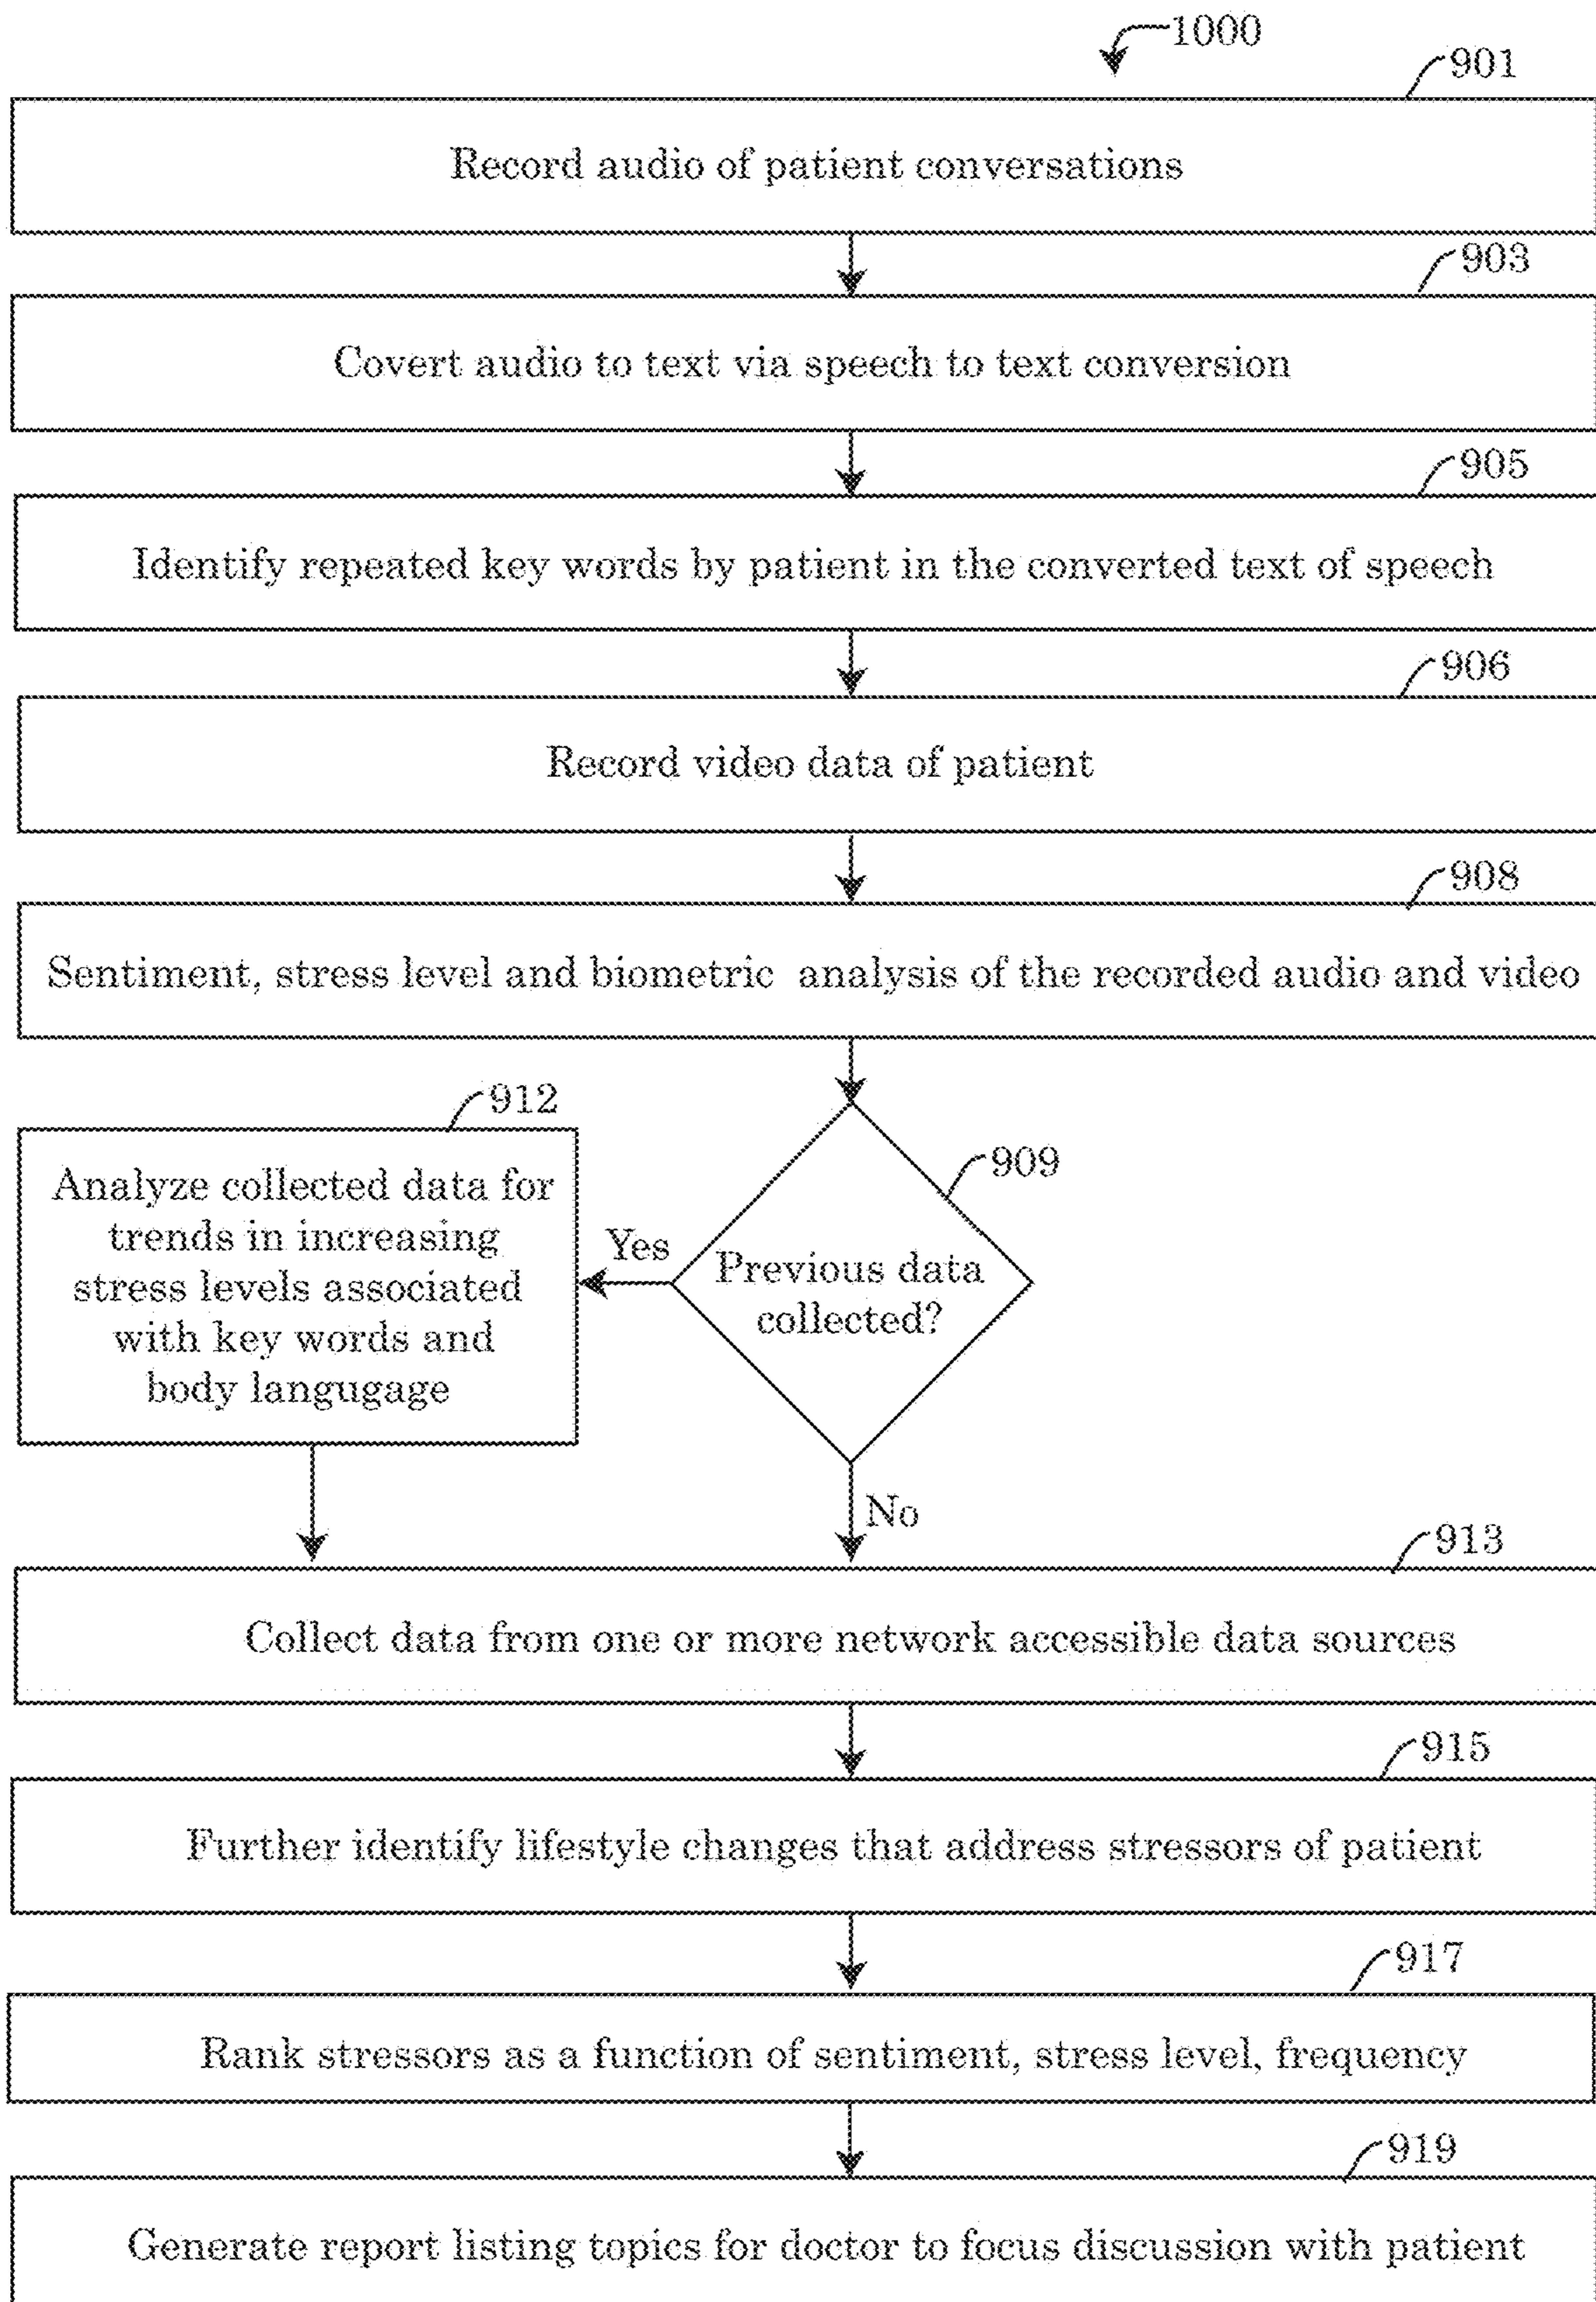 1000
901
Record audio of patient conversations
903
Covert audio to text via speech to text conversion
905
Identify repeated key words by patient in the converted text of speech
906
Record video data of patient
908
Sentiment, stress level and biometric analysis of the recorded audio and video
912
Analyze collected data for
trends in increasing
stress levels associated
with key words and
body langugage
Yes
909
Previous data
collected?
No
913
Collect data from one or more network accessible data sources
915
Further identify lifestyle changes that address stressors of patient
917
Rank stressors as a function of sentiment, stress level, frequency
919
Generate report listing topics for doctor to focus discussion with patient